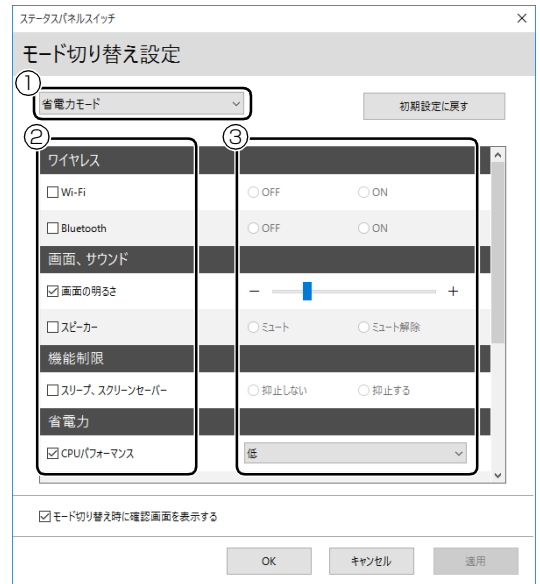 ステータスパネルスイッチ
モード切り替え設定
①
省電力モード
初期設定に戻す
② ③
ワイヤレス
Wi-Fi OFF ON
Bluetooth OFF ON
画面、サウンド
画面の明るさ − +
スピーカー ミュート ミュート解除
機能制限
スリープ、スクリーンセーバー 抑止しない 抑止する
省電力
CPUパフォーマンス 低
モード切り替え時に確認画面を表示する
OK キャンセル 適用